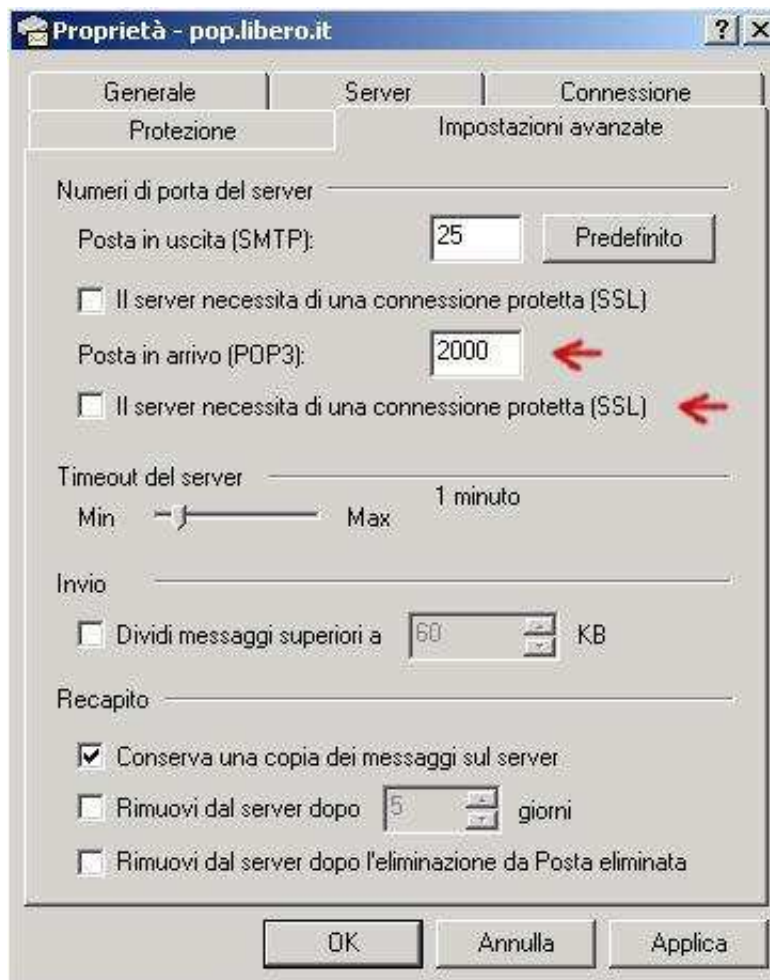 Proprietà - pop.libero.it
Generale Server Connessione
Protezione Impostazioni avanzate
Numeri di porta del server
Posta in uscita (SMTP): 25 Predefinito
Il server necessita di una connessione protetta (SSL)
Posta in arrivo (POP3): 2000
Il server necessita di una connessione protetta (SSL)
Timeout del server
Min Max 1 minuto
Invio
Dividi messaggi superiori a 60 KB
Recapito
Conserva una copia dei messaggi sul server
Rimuovi dal server dopo 5 giorni
Rimuovi dal server dopo l'eliminazione da Posta eliminata
OK Annulla Applica